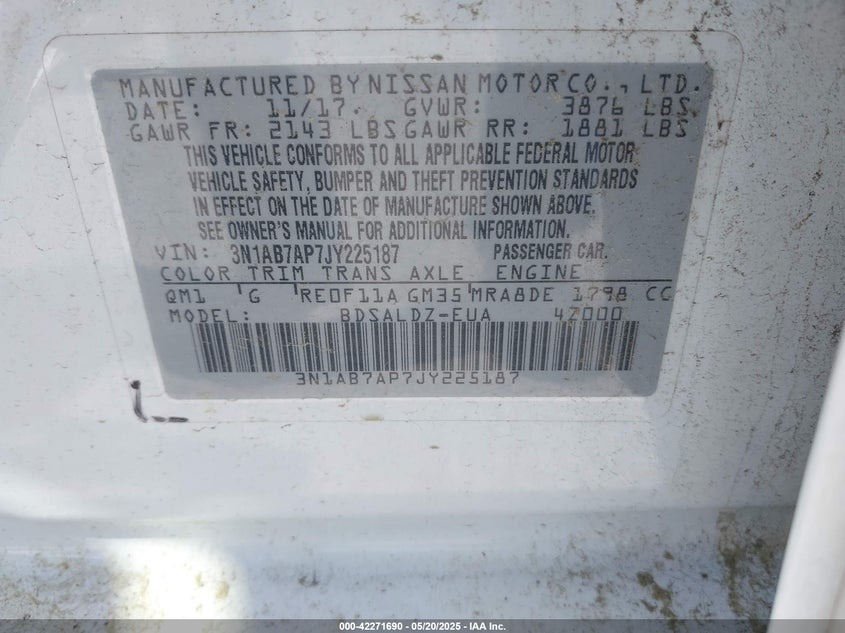 MANUFACTURED BY NISSAN MOTOR CO., LTD.
DATE: 11/17. GVWR: 3876 LBS
GAWR FR: 2143 LBS GAWR RR: 1881 LBS
THIS VEHICLE CONFORMS TO ALL APPLICABLE FEDERAL MOTOR
VEHICLE SAFETY, BUMPER AND THEFT PREVENTION STANDARDS
IN EFFECT ON THE DATE OF MANUFACTURE SHOWN ABOVE.
SEE OWNER'S MANUAL FOR ADDITIONAL INFORMATION.
VIN: 3N1AB7AP7JY225187 PASSENGER CAR.
COLOR TRIM TRANS AXLE ENGINE
QM1 G RE0F11A GM35 MRA8DE 1798 CC
MODEL: BDSALDZ-EUA 4Z000
3N1AB7AP7JY225187
000-42271690 - 05/20/2025 - IAA Inc.